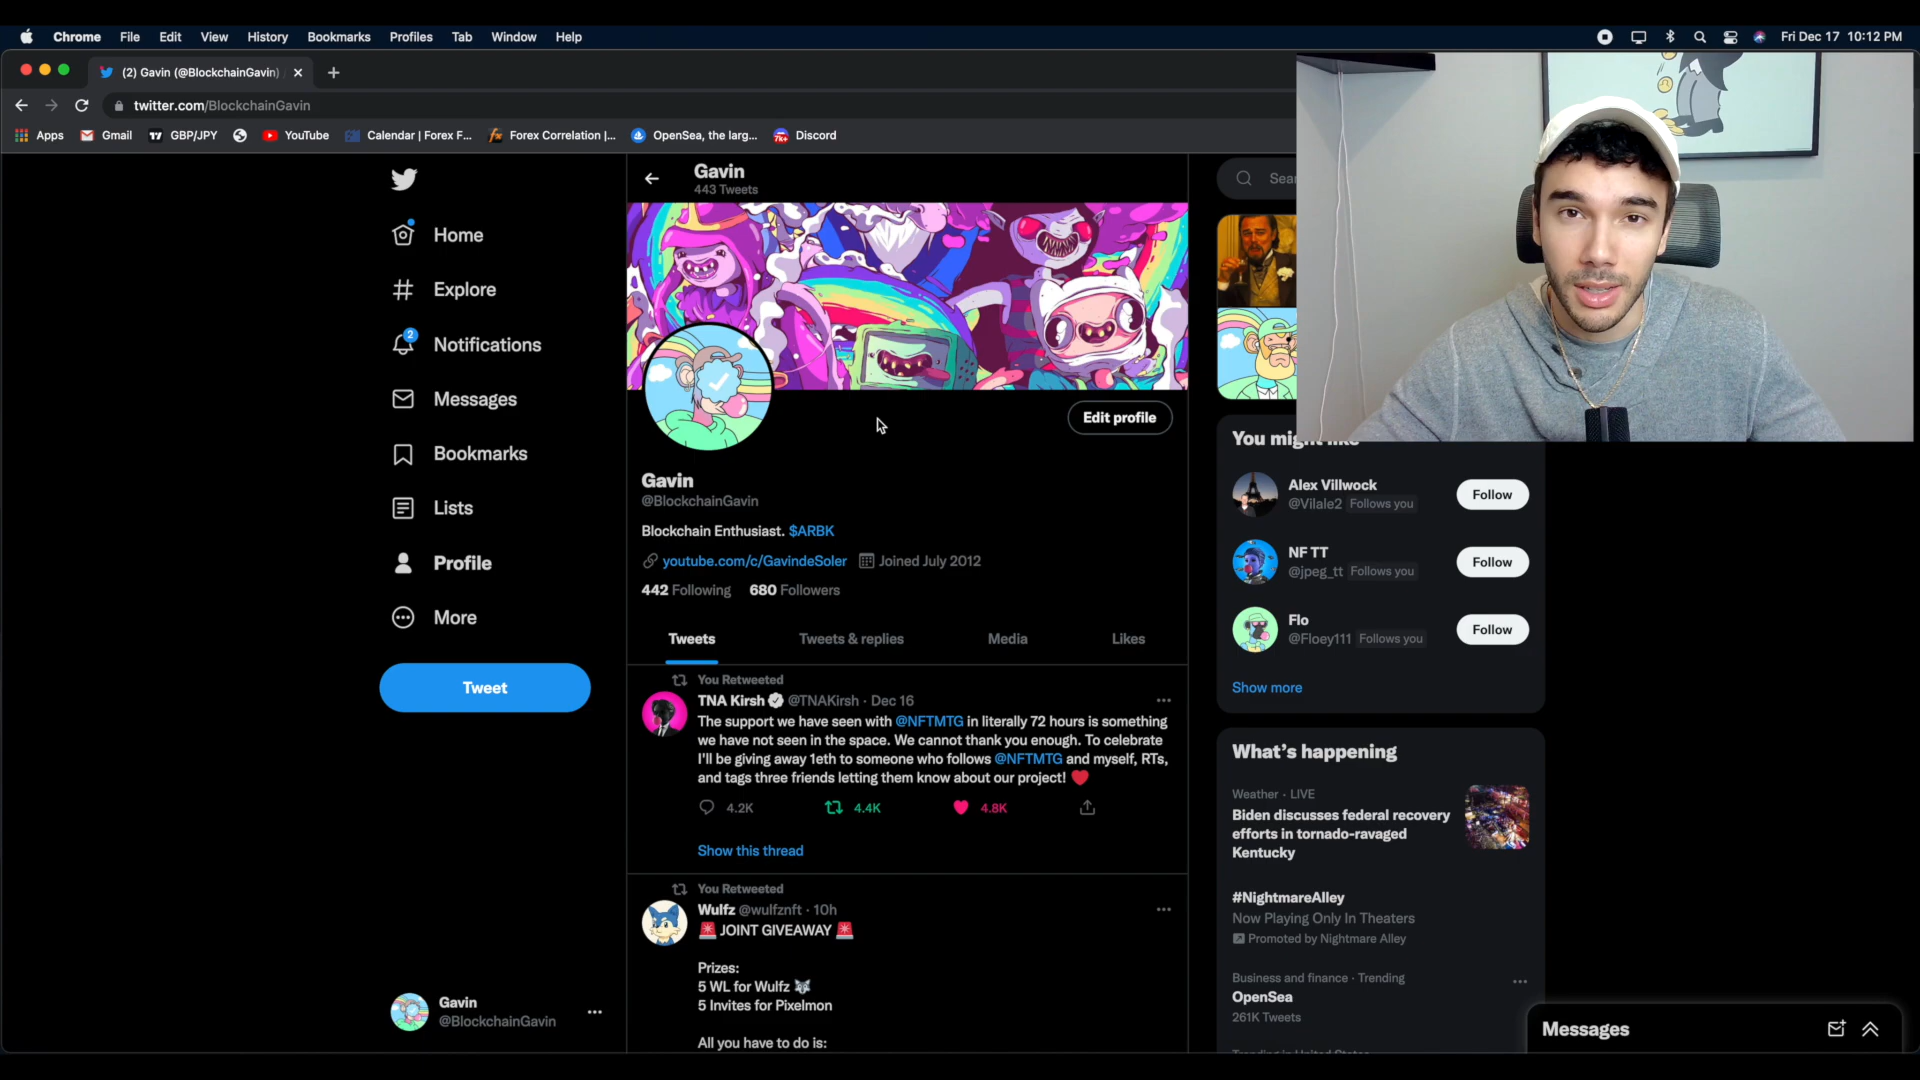 Chrome File Edit View History Bookmarks Profiles Tab Window Help
Fri Dec 17 10:12 PM
(2) Gavin (@BlockchainGavin)
twitter.com/BlockchainGavin
Apps Gmail GBP/JPY YouTube Calendar | Forex F... Forex Correlation |... OpenSea, the larg... Discord
7k+
Home
Explore
2
Notifications
Messages
Bookmarks
Lists
Profile
More
Tweet
Gavin
@BlockchainGavin
Gavin
443 Tweets
Edit profile
Gavin
@BlockchainGavin
Blockchain Enthusiast. $ARBK
youtube.com/c/GavindeSoler Joined July 2012
442 Following 680 Followers
Tweets Tweets & replies Media Likes
You Retweeted
TNA Kirsh @TNAKirsh · Dec 16
The support we have seen with @NFTMTG in literally 72 hours is something
we have not seen in the space. We cannot thank you enough. To celebrate
I'll be giving away 1eth to someone who follows @NFTMTG and myself, RTs,
and tags three friends letting them know about our project! ❤️
4.2K 4.4K 4.8K
Show this thread
You Retweeted
Wulfz @wulfznft · 10h
🚨 JOINT GIVEAWAY 🚨
Prizes:
5 WL for Wulfz 🐺
5 Invites for Pixelmon
All you have to do is:
Sear
You might like
Alex Villwock
@Vilale2 Follows you
Follow
NF TT
@jpeg_tt Follows you
Follow
Flo
@Floey111 Follows you
Follow
Show more
What's happening
Weather · LIVE
Biden discusses federal recovery
efforts in tornado-ravaged
Kentucky
#NightmareAlley
Now Playing Only In Theaters
Promoted by Nightmare Alley
Business and finance · Trending
OpenSea
261K Tweets
Trending in United States
Messages